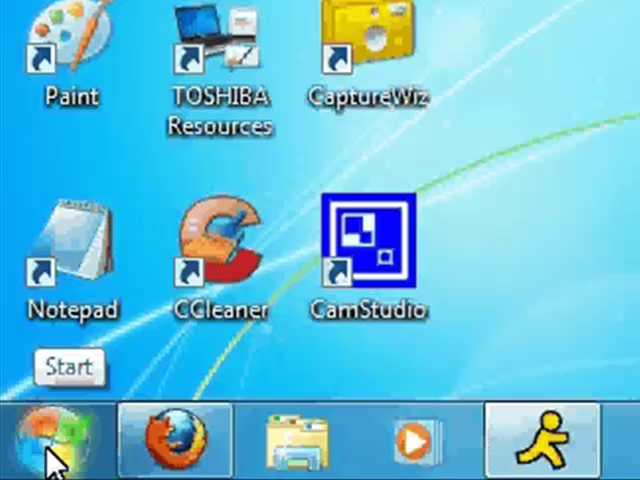 Paint
TOSHIBA
Resources
CaptureWiz
Notepad
CCleaner
CamStudio
Start